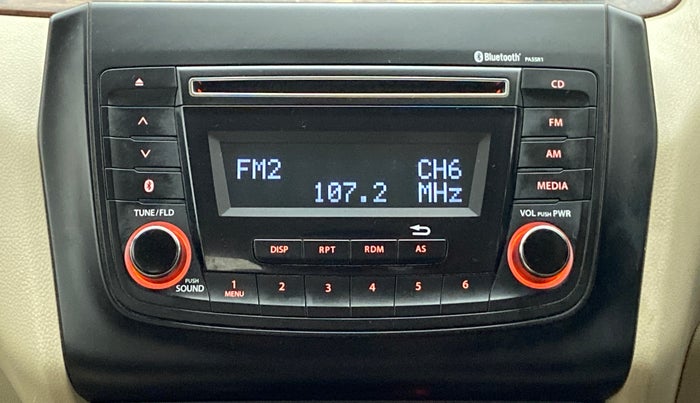 Bluetooth PA5SR1
CD
FM
AM
MEDIA
FM2 CH6
107.2 MHz
TUNE/FLD
VOL PUSH PWR
DISP RPT RDM AS
PUSH
SOUND
1 2 3 4 5 6
MENU